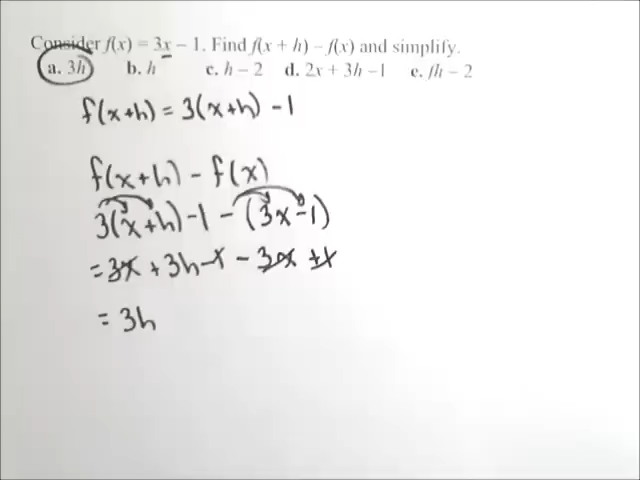 Consider f(x) = 3x − 1. Find f(x + h) − f(x) and simplify.
a. 3h b. h c. h − 2 d. 2x + 3h −1 e. fh − 2
f(x+h) = 3(x+h) -1
f(x+h) - f(x)
3(x+h)-1 - (3x-1)
= 3x + 3h - 1 - 3x + 1
= 3h